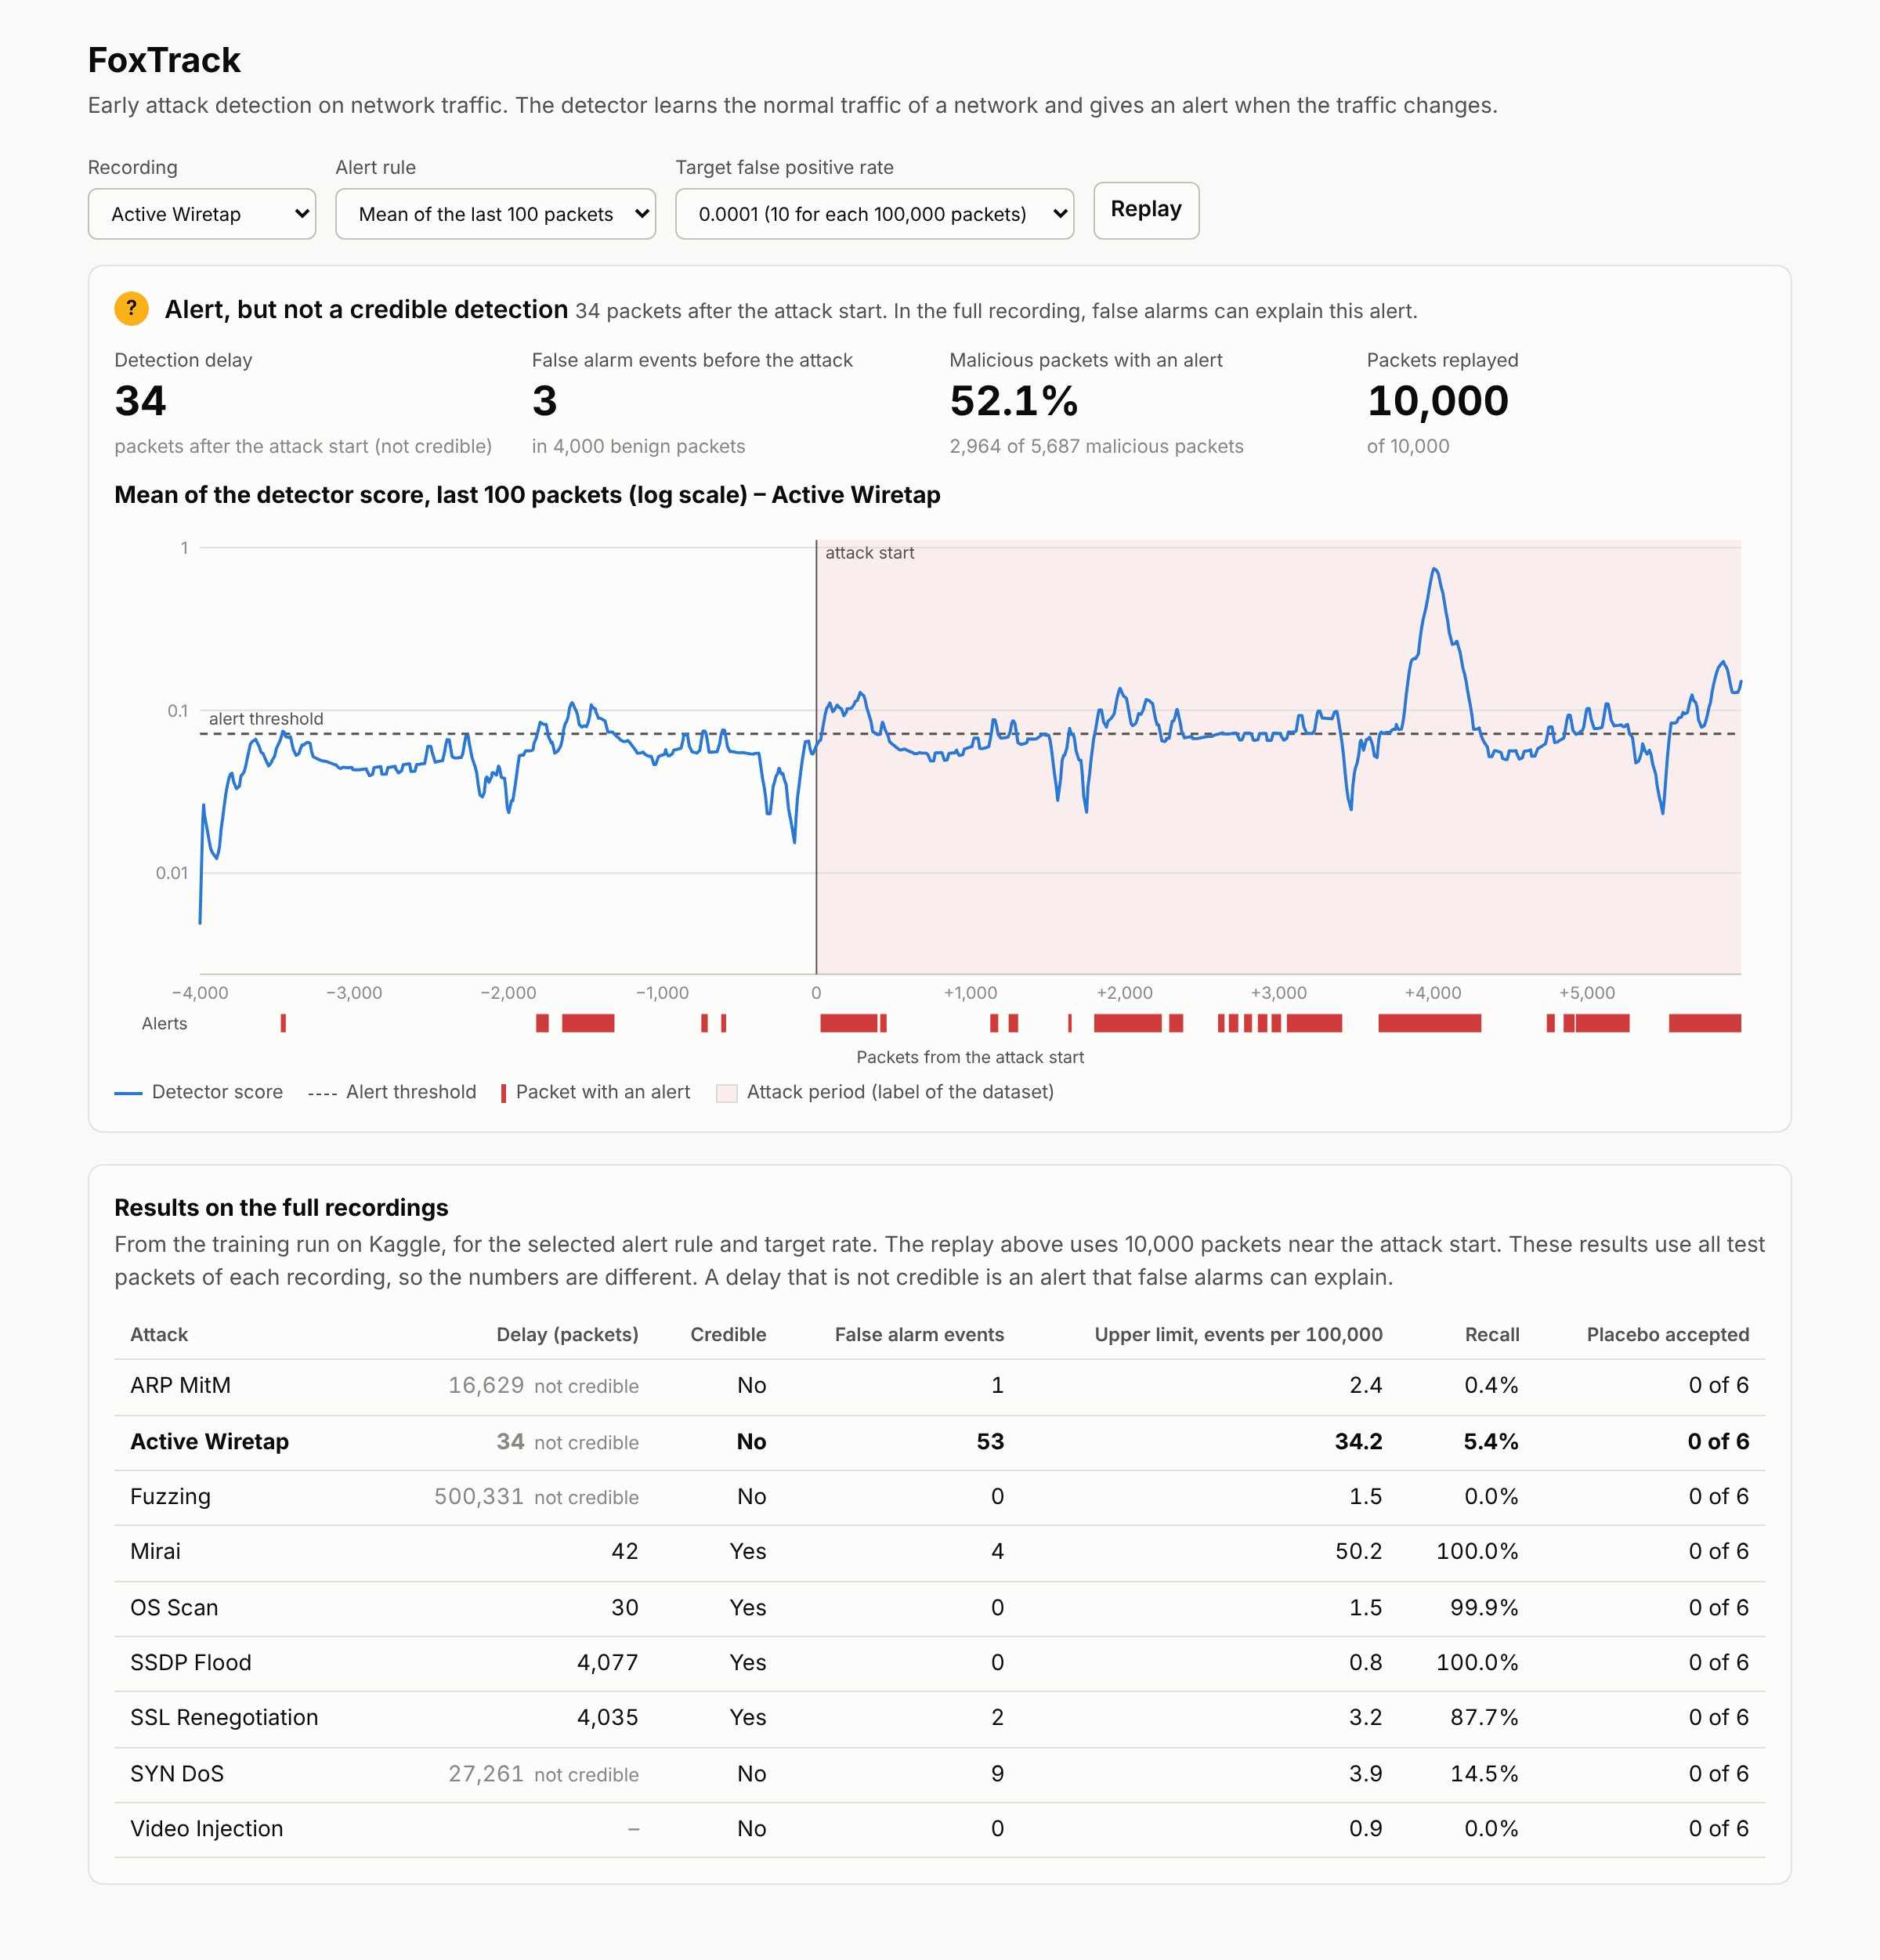 FoxTrack
Early attack detection on network traffic. The detector learns the normal traffic of a network and gives an alert when the traffic changes.
Recording Alert rule Target false positive rate
Active Wiretap Mean of the last 100 packets 0.0001 (10 for each 100,000 packets) Replay
? Alert, but not a credible detection 34 packets after the attack start. In the full recording, false alarms can explain this alert.
Detection delay False alarm events before the attack Malicious packets with an alert Packets replayed
34 3 52.1% 10,000
packets after the attack start (not credible) in 4,000 benign packets 2,964 of 5,687 malicious packets of 10,000
Mean of the detector score, last 100 packets (log scale) – Active Wiretap
1
attack start
0.1
alert threshold
0.01
−4,000 −3,000 −2,000 −1,000 0 +1,000 +2,000 +3,000 +4,000 +5,000
Alerts
Packets from the attack start
Detector score Alert threshold Packet with an alert Attack period (label of the dataset)
Results on the full recordings
From the training run on Kaggle, for the selected alert rule and target rate. The replay above uses 10,000 packets near the attack start. These results use all test
packets of each recording, so the numbers are different. A delay that is not credible is an alert that false alarms can explain.
Attack Delay (packets) Credible False alarm events Upper limit, events per 100,000 Recall Placebo accepted
ARP MitM 16,629 not credible No 1 2.4 0.4% 0 of 6
Active Wiretap 34 not credible No 53 34.2 5.4% 0 of 6
Fuzzing 500,331 not credible No 0 1.5 0.0% 0 of 6
Mirai 42 Yes 4 50.2 100.0% 0 of 6
OS Scan 30 Yes 0 1.5 99.9% 0 of 6
SSDP Flood 4,077 Yes 0 0.8 100.0% 0 of 6
SSL Renegotiation 4,035 Yes 2 3.2 87.7% 0 of 6
SYN DoS 27,261 not credible No 9 3.9 14.5% 0 of 6
Video Injection – No 0 0.9 0.0% 0 of 6